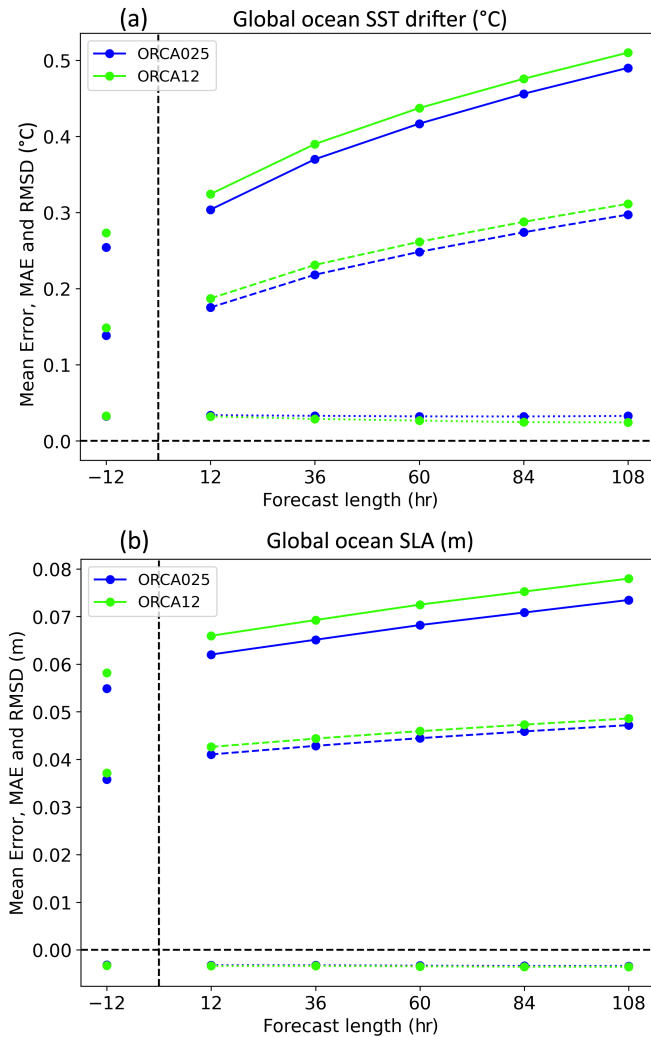 (a) Global ocean SST drifter (°C)
ORCA025
ORCA12
Mean Error, MAE and RMSD (°C)
0.5
0.4
0.3
0.2
0.1
0.0
−12 12 36 60 84 108
Forecast length (hr)
(b) Global ocean SLA (m)
ORCA025
ORCA12
Mean Error, MAE and RMSD (m)
0.08
0.07
0.06
0.05
0.04
0.03
0.02
0.01
0.00
−12 12 36 60 84 108
Forecast length (hr)